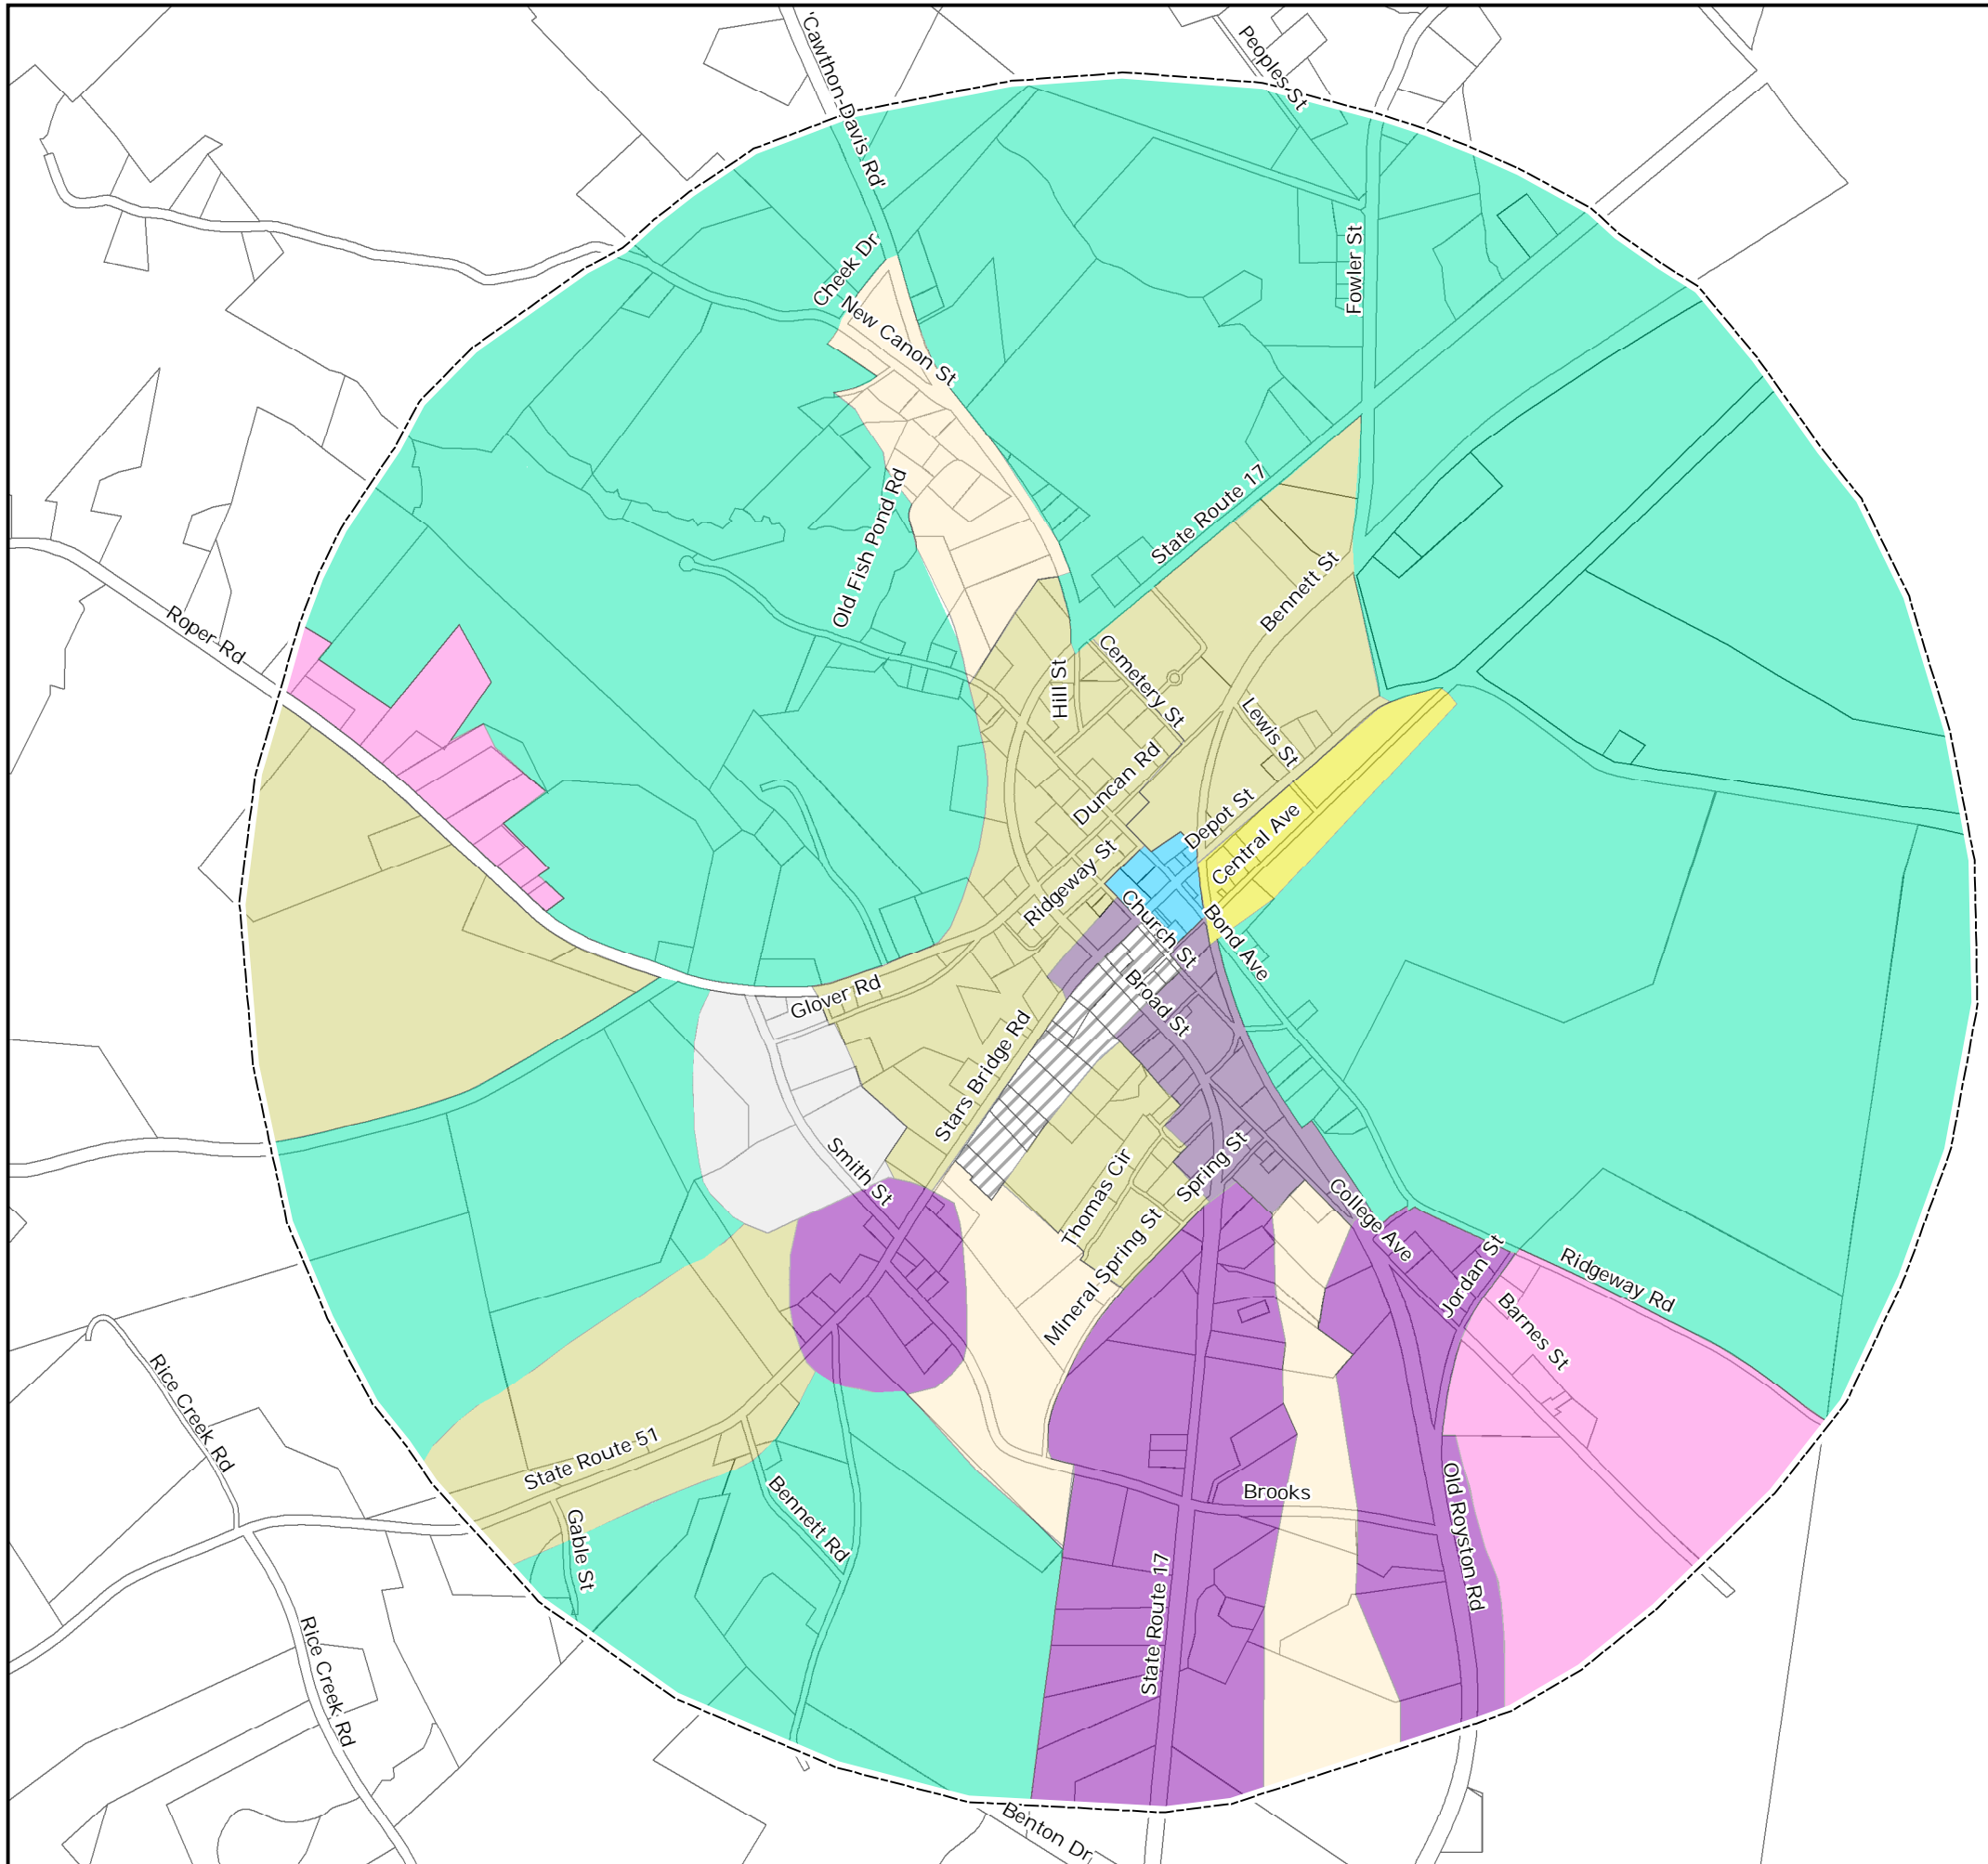 'Cawthon-Davis Rd'
Peoples St
Cheek Dr
Fowler St
New Canon St
State Route 17
Old Fish Pond Rd
Bennett St
Roper Rd
Hill St
Cemetery St
Lewis St
Duncan Rd
Depot St
Central Ave
Ridgeway St
Church St
Bond Ave
Glover Rd
Broad St
Stars Bridge Rd
Smith St
Thomas Cir
Spring St
College Ave
Mineral Spring St
Jordan St
Ridgeway Rd
Barnes St
Rice Creek Rd
State Route 51
Gable St
Bennett Rd
Brooks
Old Royston Rd
State Route 17
Rice Creek Rd
Benton Dr